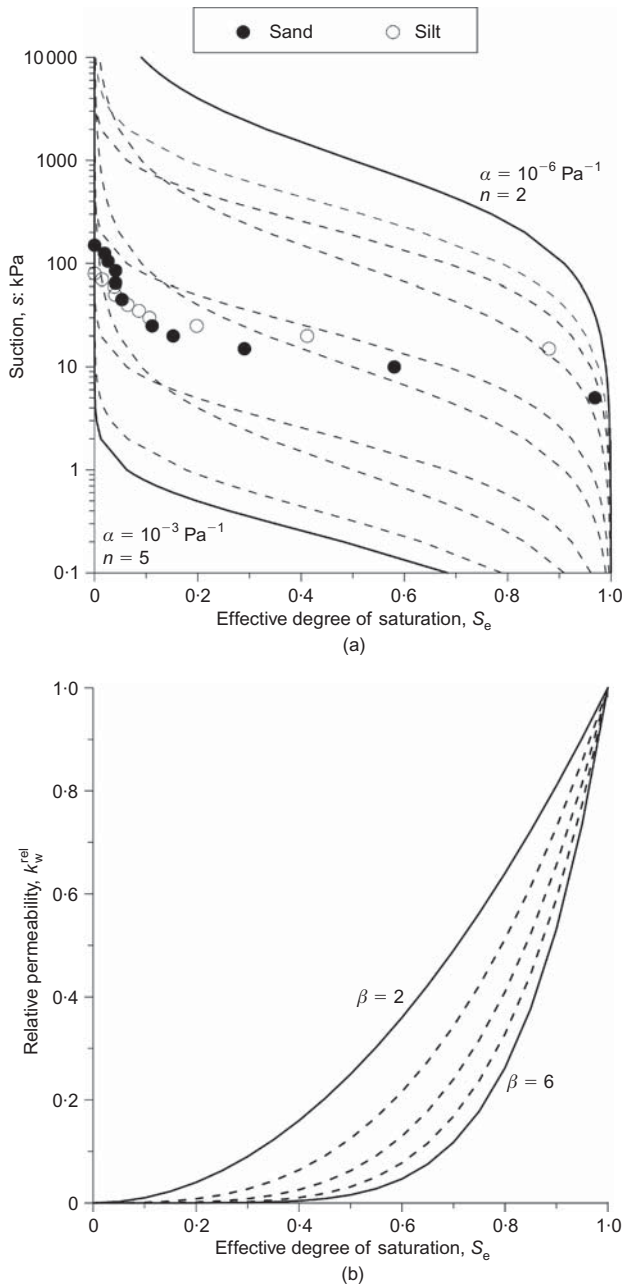 Sand Silt
10 000
1000
100
10
1
0·1
Suction, s: kPa
α = 10⁻⁶ Pa⁻¹
n = 2
α = 10⁻³ Pa⁻¹
n = 5
0 0·2 0·4 0·6 0·8 1·0
Effective degree of saturation, Sₑ
(a)
1·0
0·8
0·6
0·4
0·2
0
Relative permeability, k_w^rel
β = 2
β = 6
0 0·2 0·4 0·6 0·8 1·0
Effective degree of saturation, Sₑ
(b)